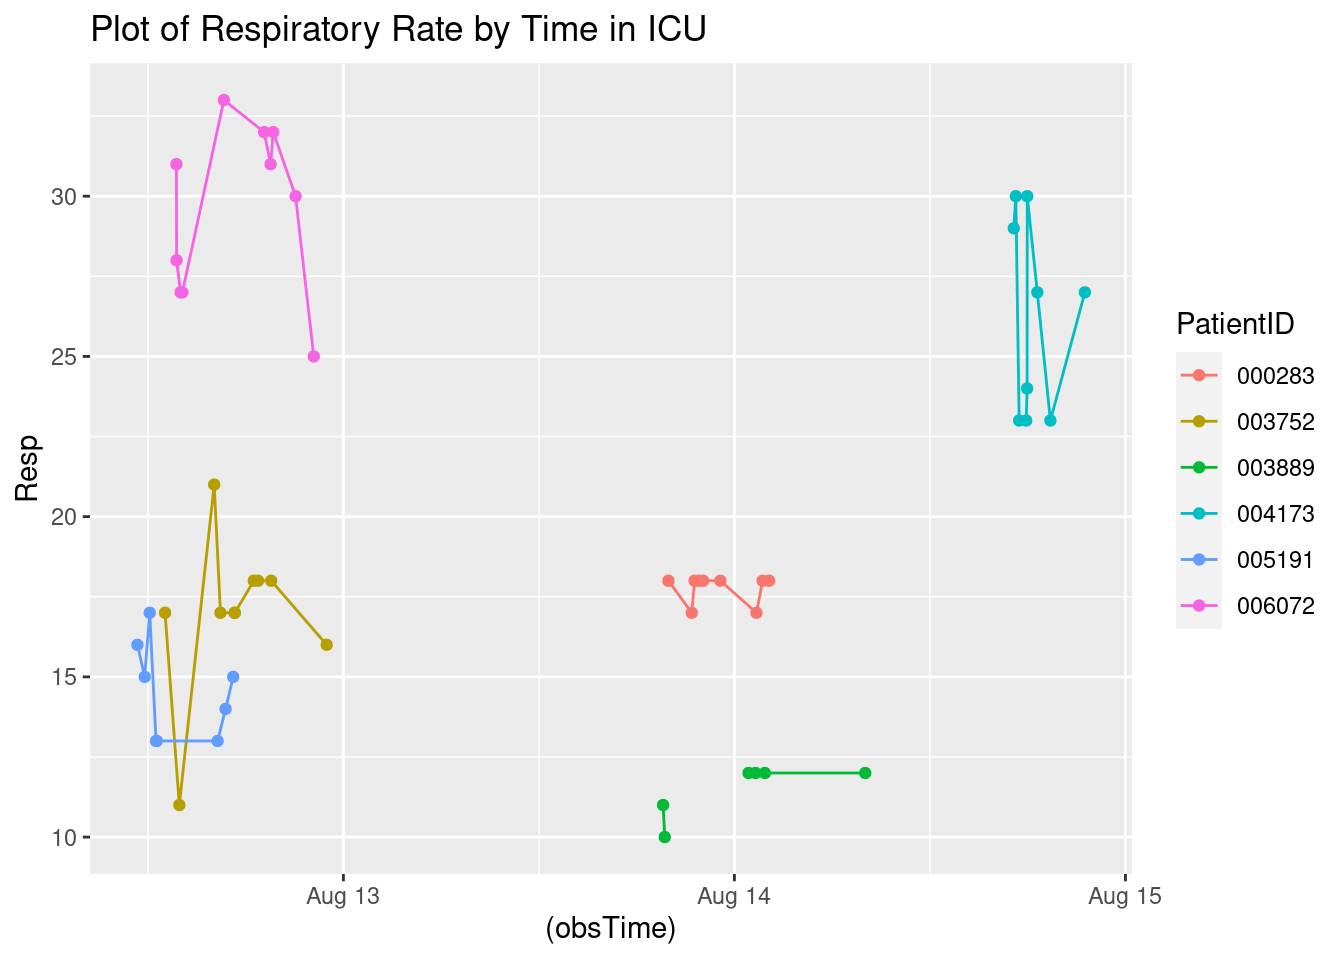 Plot of Respiratory Rate by Time in ICU
Resp
30
25
20
15
10
Aug 13
Aug 14
Aug 15
(obsTime)
PatientID
000283
003752
003889
004173
005191
006072